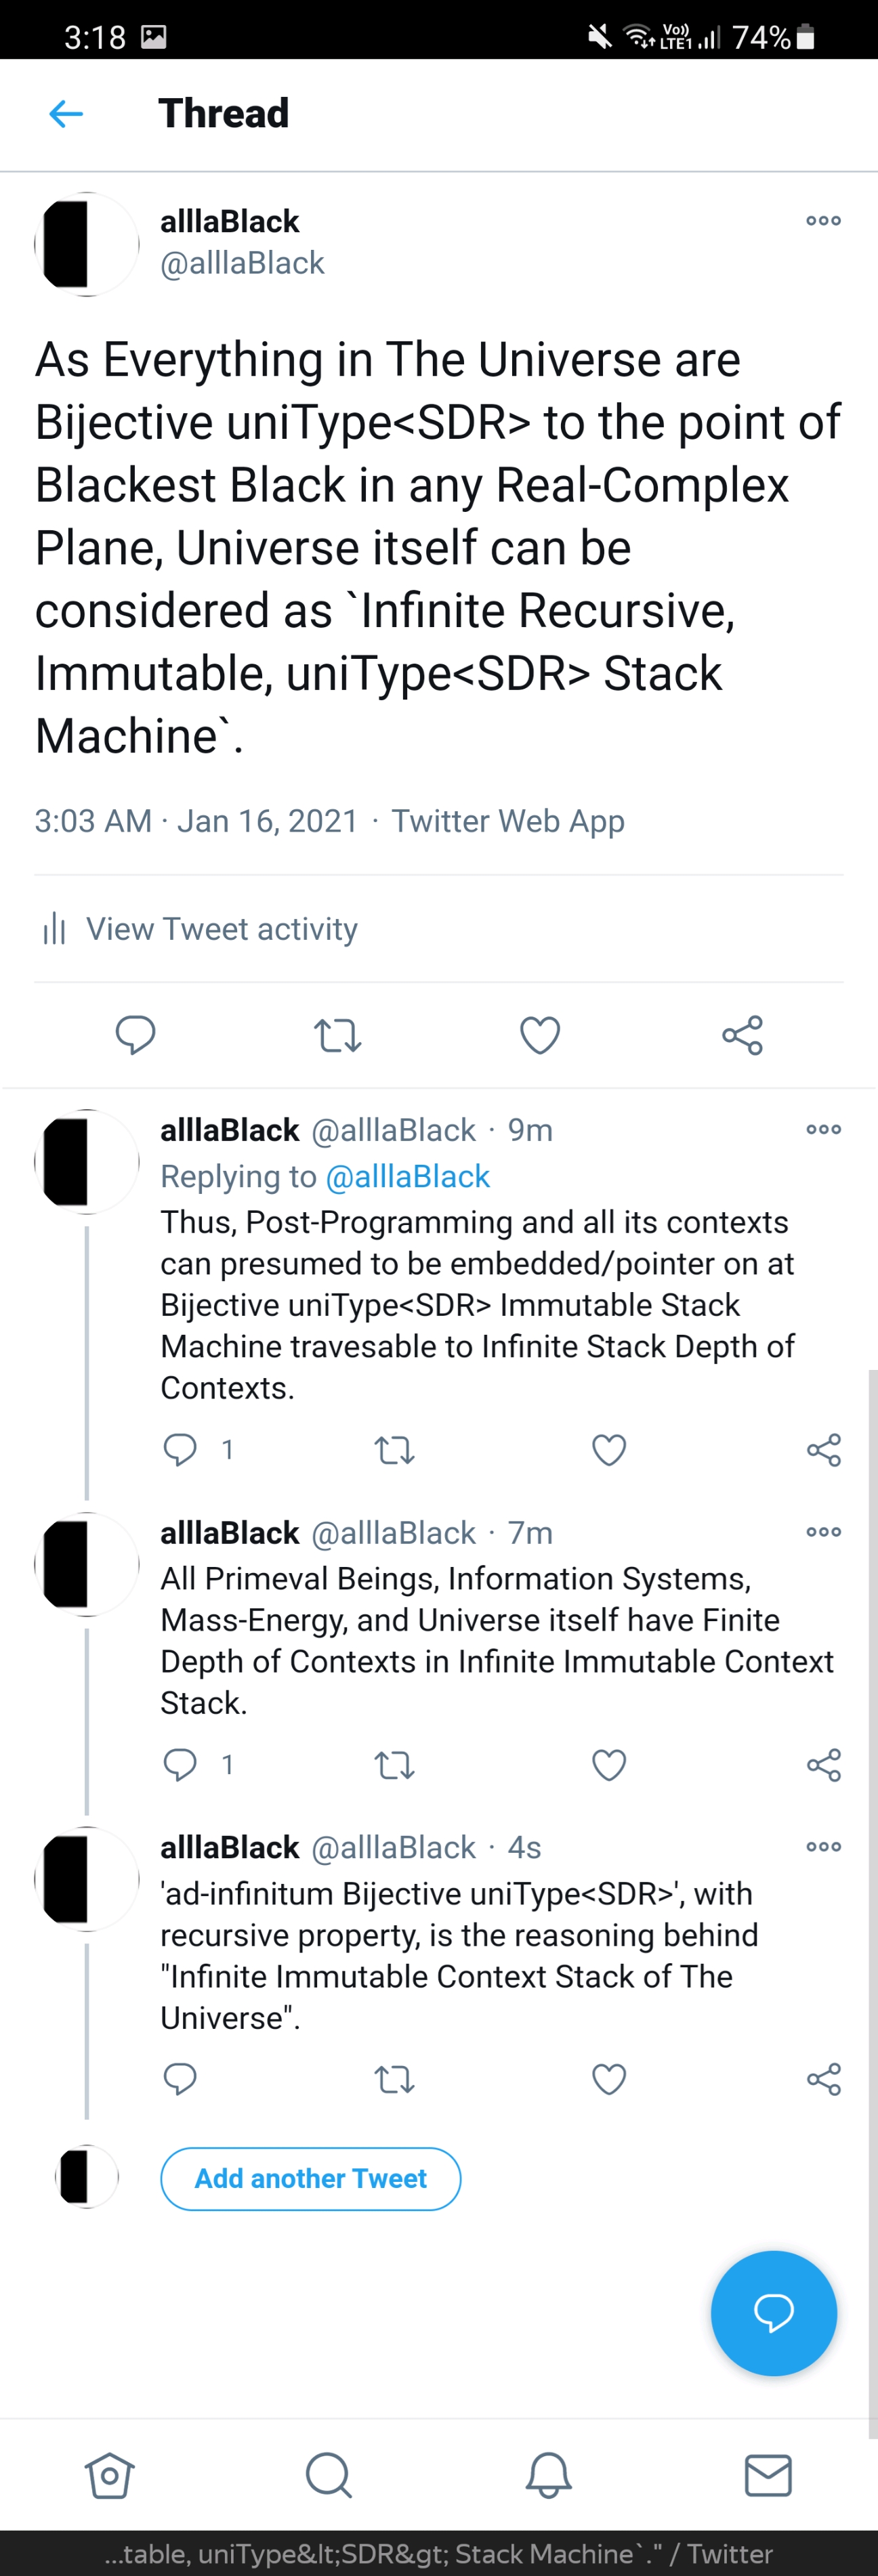 3:18
Vo))
LTE1
74%
Thread
alllaBlack
@alllaBlack
As Everything in The Universe are
Bijective uniType<SDR> to the point of
Blackest Black in any Real-Complex
Plane, Universe itself can be
considered as `Infinite Recursive,
Immutable, uniType<SDR> Stack
Machine`.
3:03 AM · Jan 16, 2021 · Twitter Web App
View Tweet activity
alllaBlack @alllaBlack · 9m
Replying to @alllaBlack
Thus, Post-Programming and all its contexts
can presumed to be embedded/pointer on at
Bijective uniType<SDR> Immutable Stack
Machine travesable to Infinite Stack Depth of
Contexts.
1
alllaBlack @alllaBlack · 7m
All Primeval Beings, Information Systems,
Mass-Energy, and Universe itself have Finite
Depth of Contexts in Infinite Immutable Context
Stack.
1
alllaBlack @alllaBlack · 4s
'ad-infinitum Bijective uniType<SDR>', with
recursive property, is the reasoning behind
"Infinite Immutable Context Stack of The
Universe".
Add another Tweet
...table, uniType&lt;SDR&gt; Stack Machine`." / Twitter